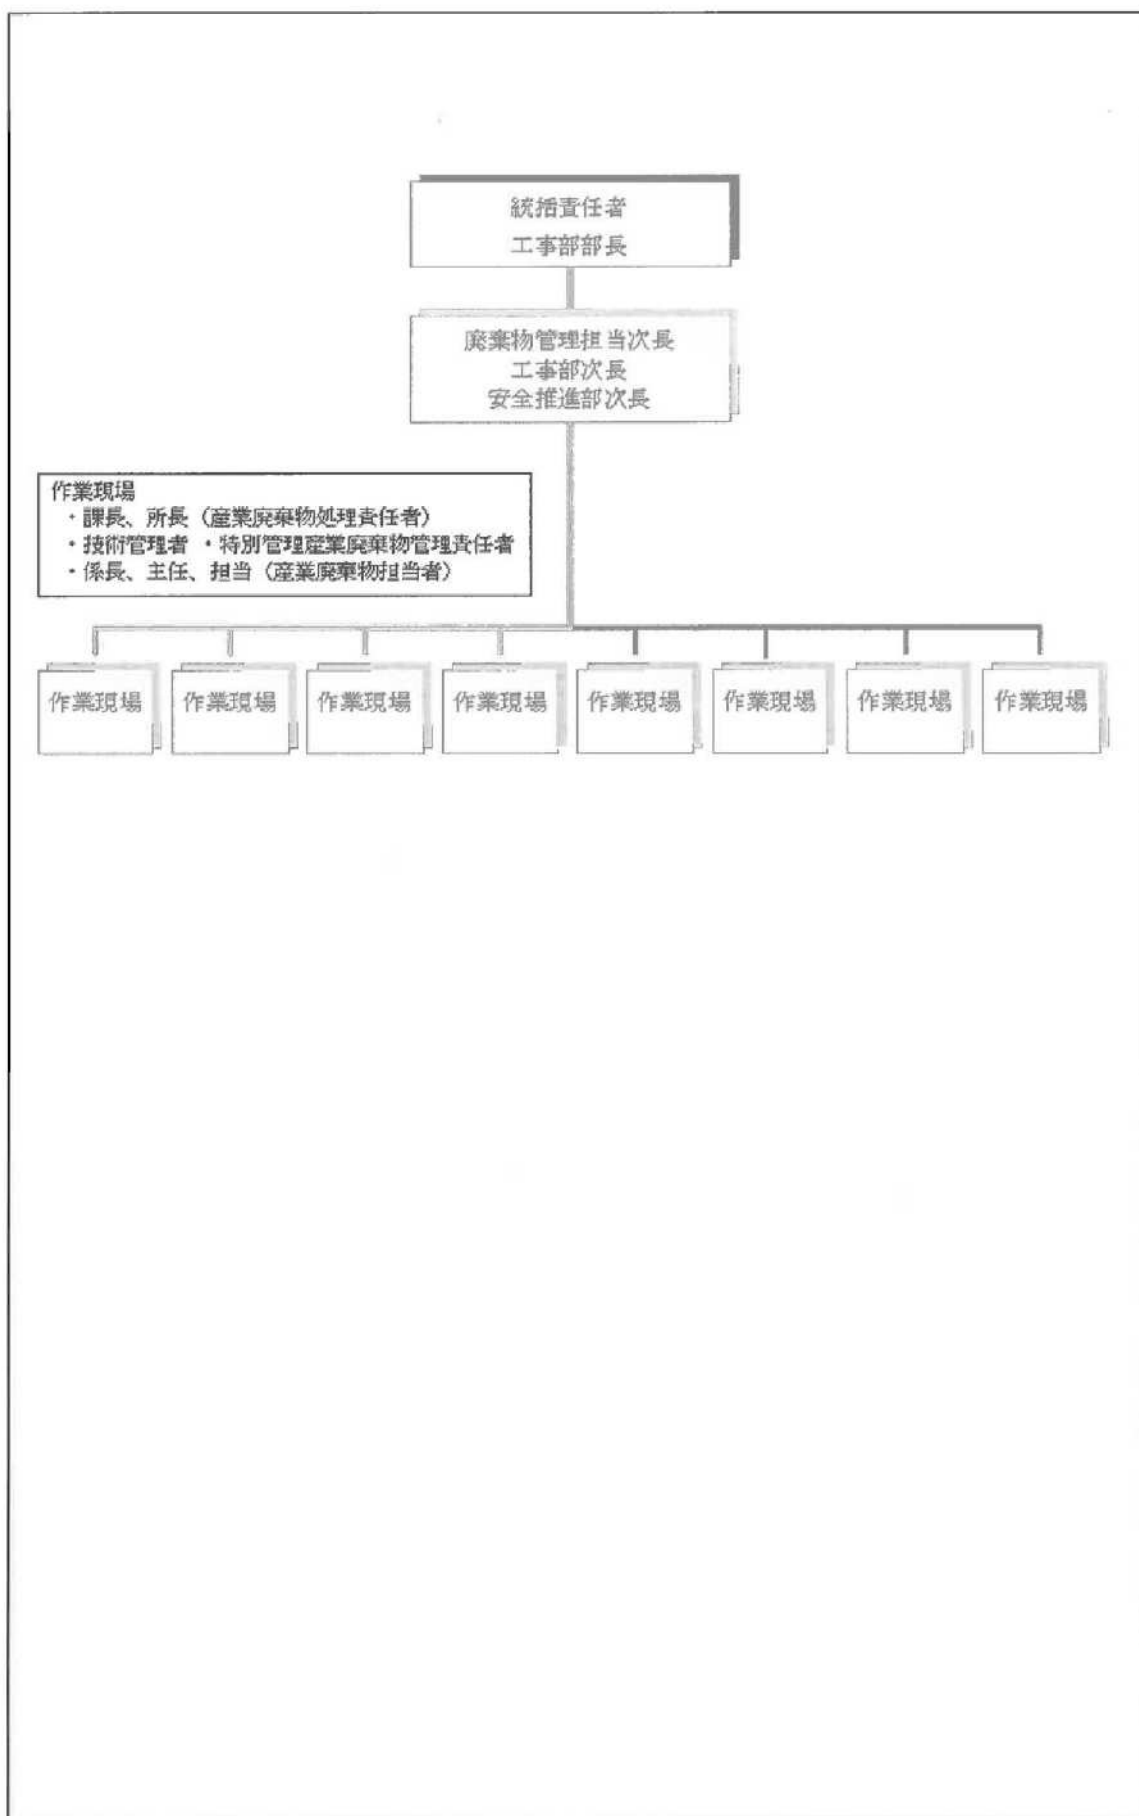 統括責任者
工事部部長
廃棄物管理担当次長
工事部次長
安全推進部次長
作業現場
・課長、所長（産業廃棄物処理責任者）
・技術管理者 ・特別管理産業廃棄物管理責任者
・係長、主任、担当（産業廃棄物担当者）
作業現場 作業現場 作業現場 作業現場 作業現場 作業現場 作業現場 作業現場